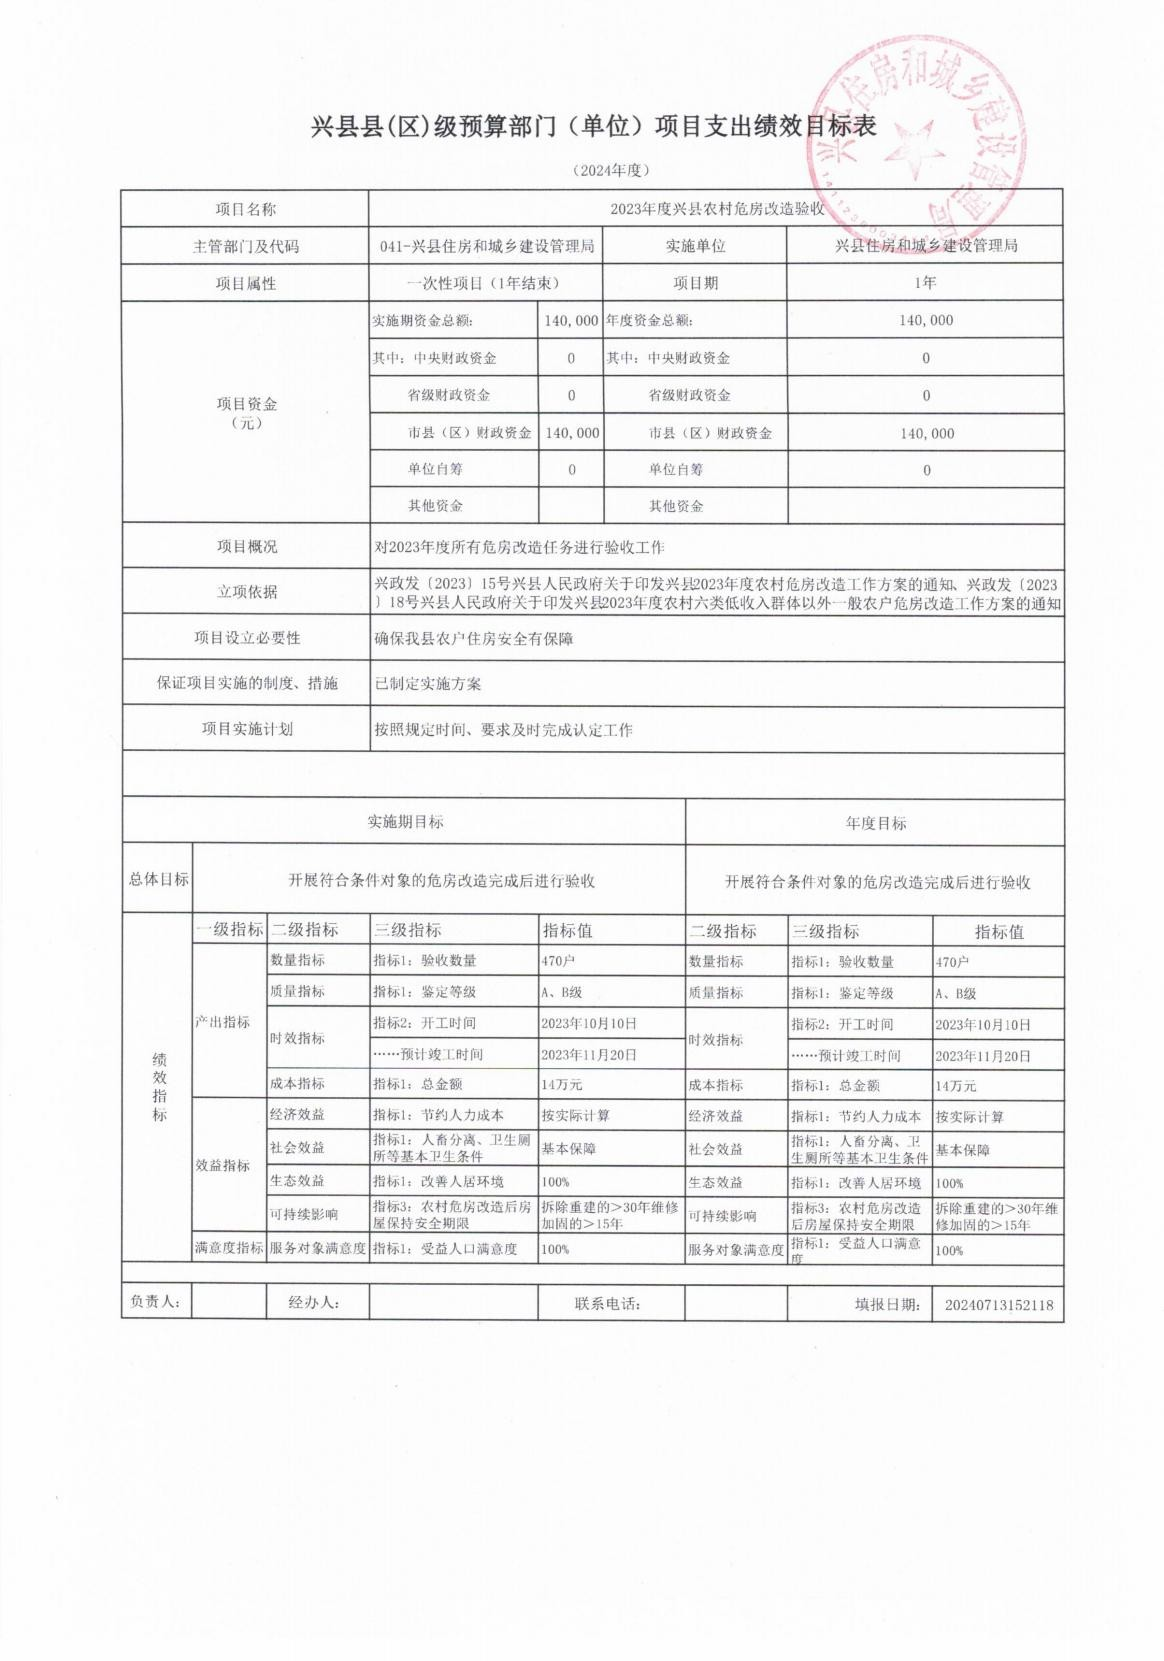 兴县县(区)级预算部门（单位）项目支出绩效目标表
（2024年度）
兴县住房和城乡建设管理局
项目名称 2023年度兴县农村危房改造验收
主管部门及代码 041-兴县住房和城乡建设管理局 实施单位 兴县住房和城乡建设管理局
项目属性 一次性项目（1年结束） 项目期 1年
项目资金
（元）
实施期资金总额: 140,000 年度资金总额: 140,000
其中: 中央财政资金 0 其中: 中央财政资金 0
省级财政资金 0 省级财政资金 0
市县（区）财政资金 140,000 市县（区）财政资金 140,000
单位自筹 0 单位自筹 0
其他资金 其他资金
项目概况 对2023年度所有危房改造任务进行验收工作
立项依据 兴政发〔2023〕15号兴县人民政府关于印发兴县2023年度农村危房改造工作方案的通知、兴政发〔2023
〕18号兴县人民政府关于印发兴县2023年度农村六类低收入群体以外一般农户危房改造工作方案的通知
项目设立必要性 确保我县农户住房安全有保障
保证项目实施的制度、措施 已制定实施方案
项目实施计划 按照规定时间、要求及时完成认定工作
实施期目标 年度目标
总体目标 开展符合条件对象的危房改造完成后进行验收 开展符合条件对象的危房改造完成后进行验收
绩效指标
一级指标 二级指标 三级指标 指标值 二级指标 三级指标 指标值
产出指标
数量指标 指标1: 验收数量 470户 数量指标 指标1: 验收数量 470户
质量指标 指标1: 鉴定等级 A、B级 质量指标 指标1: 鉴定等级 A、B级
时效指标 指标2: 开工时间 2023年10月10日 时效指标 指标2: 开工时间 2023年10月10日
……预计竣工时间 2023年11月20日 ……预计竣工时间 2023年11月20日
成本指标 指标1: 总金额 14万元 成本指标 指标1: 总金额 14万元
效益指标
经济效益 指标1: 节约人力成本 按实际计算 经济效益 指标1: 节约人力成本 按实际计算
社会效益 指标1: 人畜分离、卫生厕所等基本卫生条件 基本保障 社会效益 指标1: 人畜分离、卫生厕所等基本卫生条件 基本保障
生态效益 指标1: 改善人居环境 100% 生态效益 指标1: 改善人居环境 100%
可持续影响 指标3: 农村危房改造后房屋保持安全期限 拆除重建的>30年维修加固的>15年 可持续影响 指标3: 农村危房改造后房屋保持安全期限 拆除重建的>30年维修加固的>15年
满意度指标 服务对象满意度 指标1: 受益人口满意度 100% 服务对象满意度 指标1: 受益人口满意度 100%
负责人: 经办人: 联系电话: 填报日期: 20240713152118